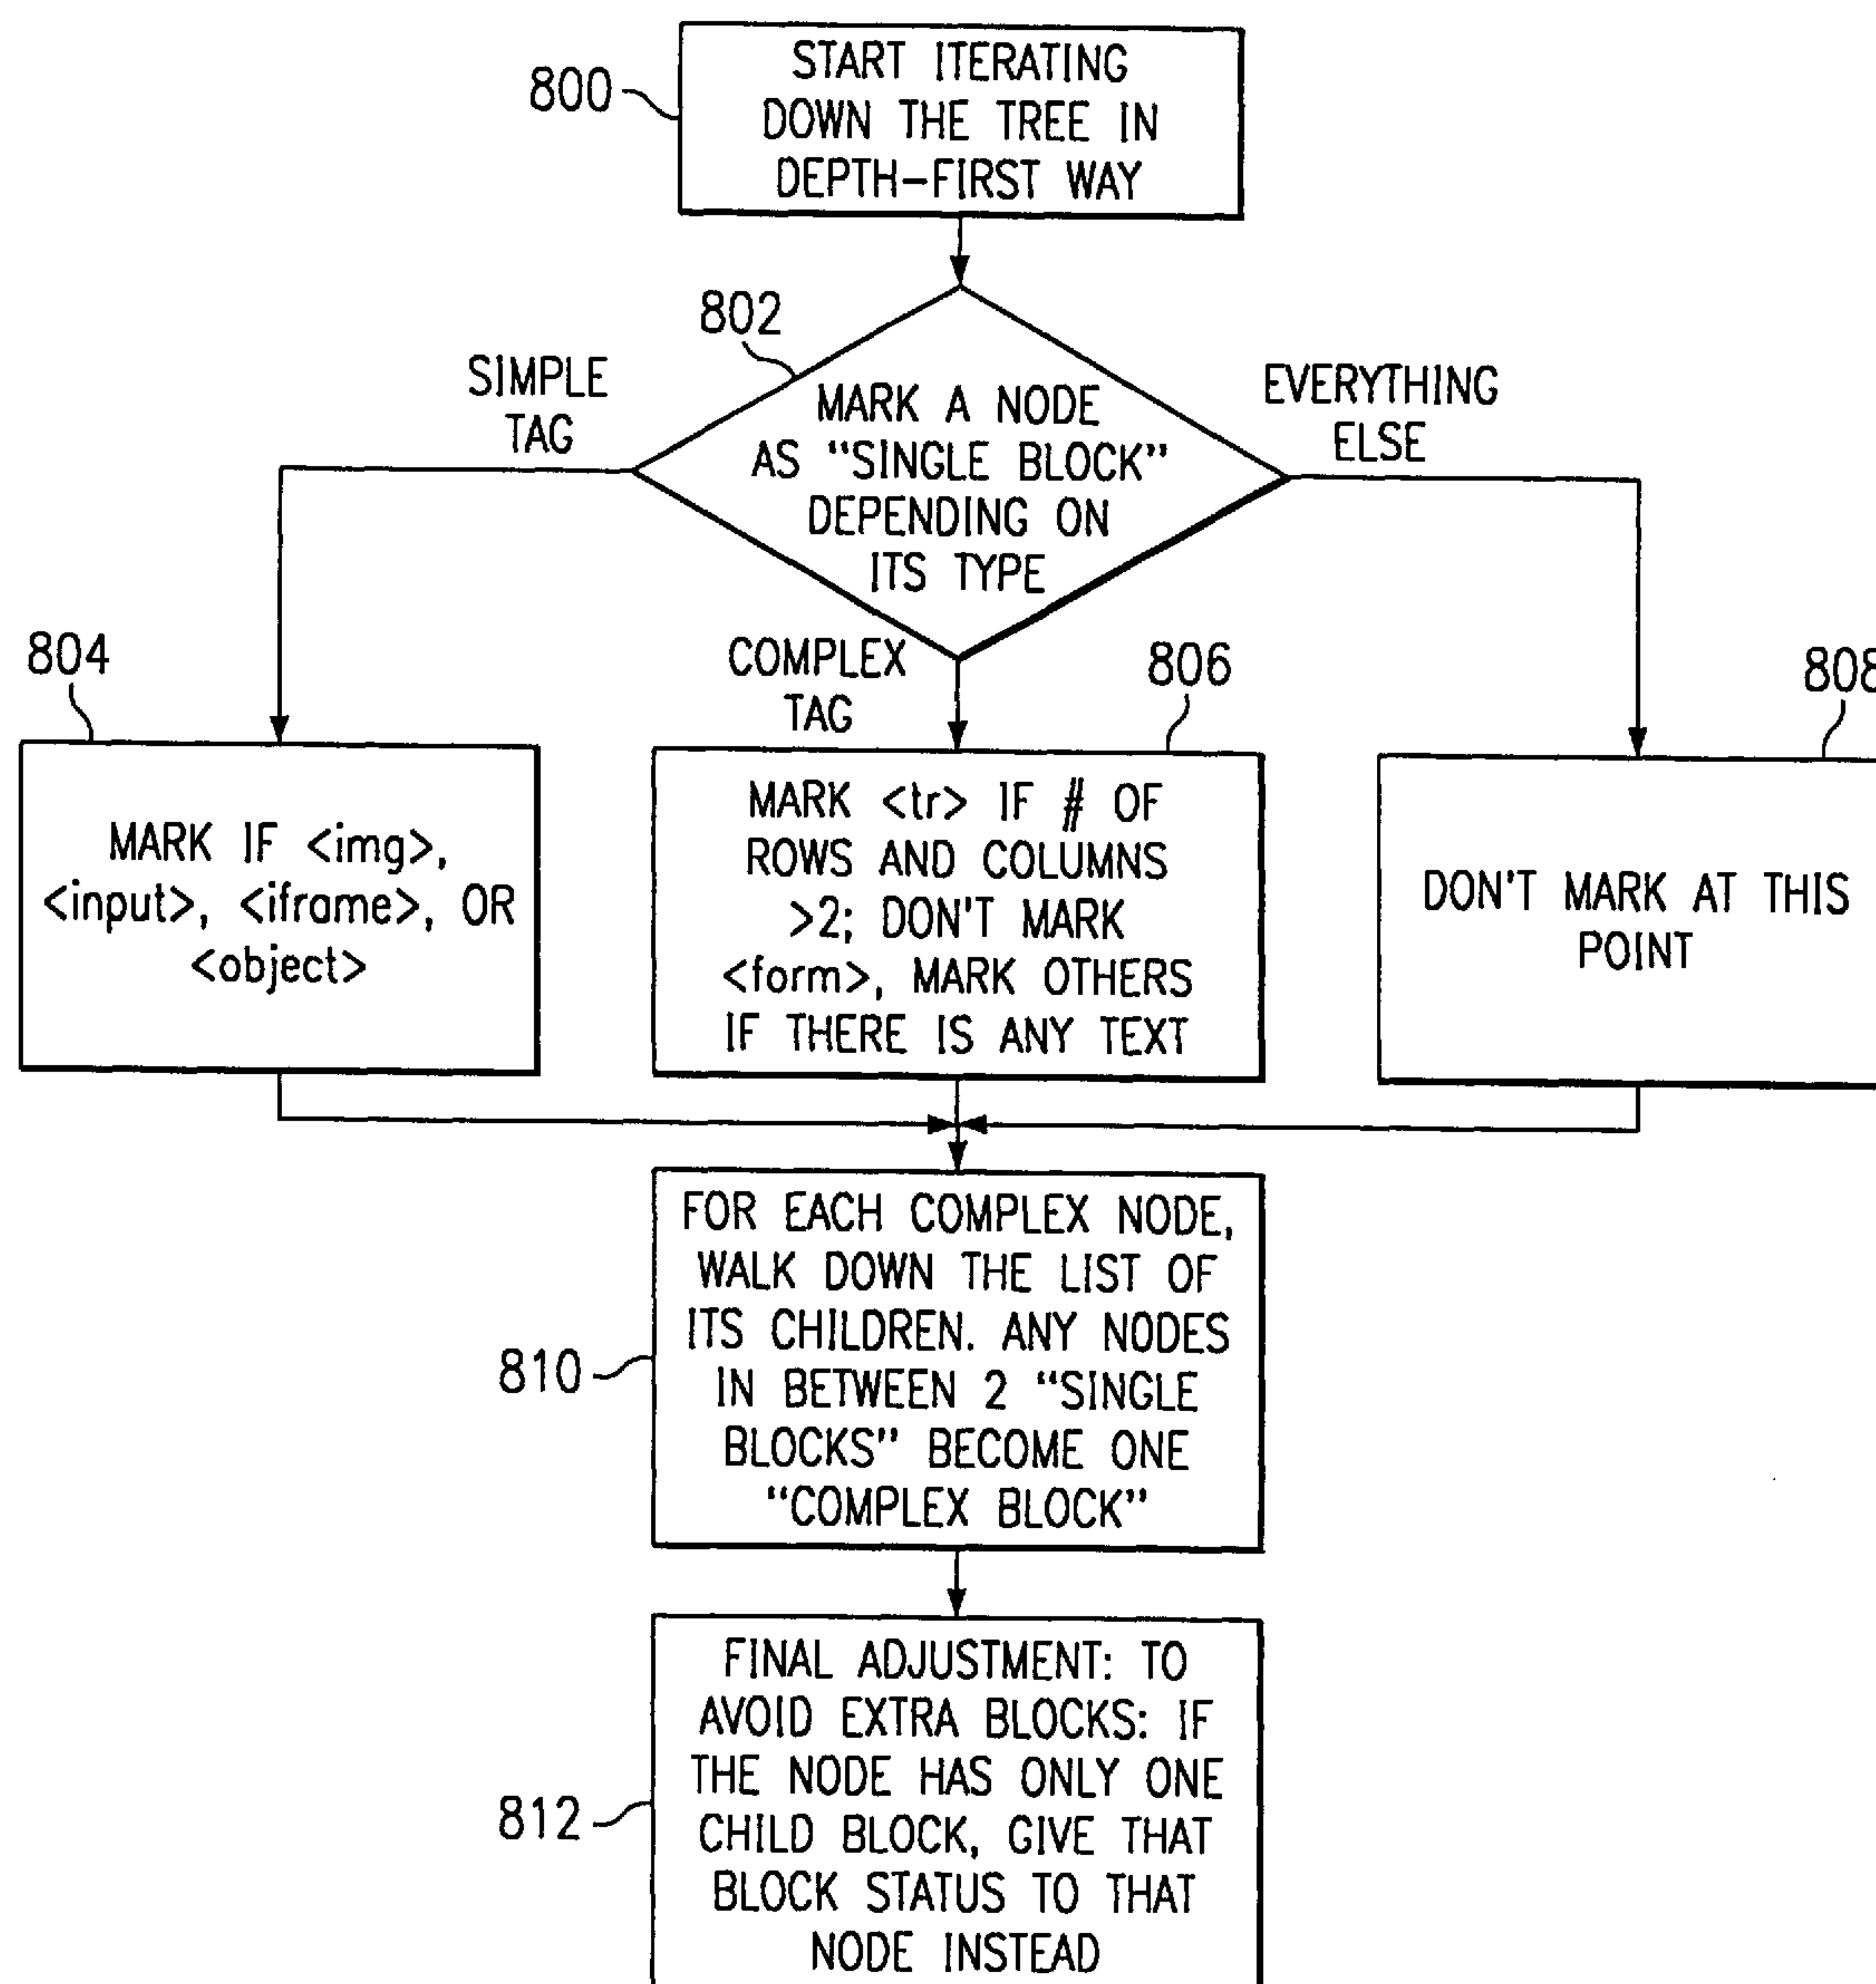 800
START ITERATING
DOWN THE TREE IN
DEPTH-FIRST WAY
802
SIMPLE
TAG
MARK A NODE
AS "SINGLE BLOCK"
DEPENDING ON
ITS TYPE
EVERYTHING
ELSE
COMPLEX
TAG
804
MARK IF <img>,
<input>, <iframe>, OR
<object>
806
MARK <tr> IF # OF
ROWS AND COLUMNS
>2; DON'T MARK
<form>, MARK OTHERS
IF THERE IS ANY TEXT
808
DON'T MARK AT THIS
POINT
810
FOR EACH COMPLEX NODE,
WALK DOWN THE LIST OF
ITS CHILDREN. ANY NODES
IN BETWEEN 2 "SINGLE
BLOCKS" BECOME ONE
"COMPLEX BLOCK"
812
FINAL ADJUSTMENT: TO
AVOID EXTRA BLOCKS: IF
THE NODE HAS ONLY ONE
CHILD BLOCK, GIVE THAT
BLOCK STATUS TO THAT
NODE INSTEAD